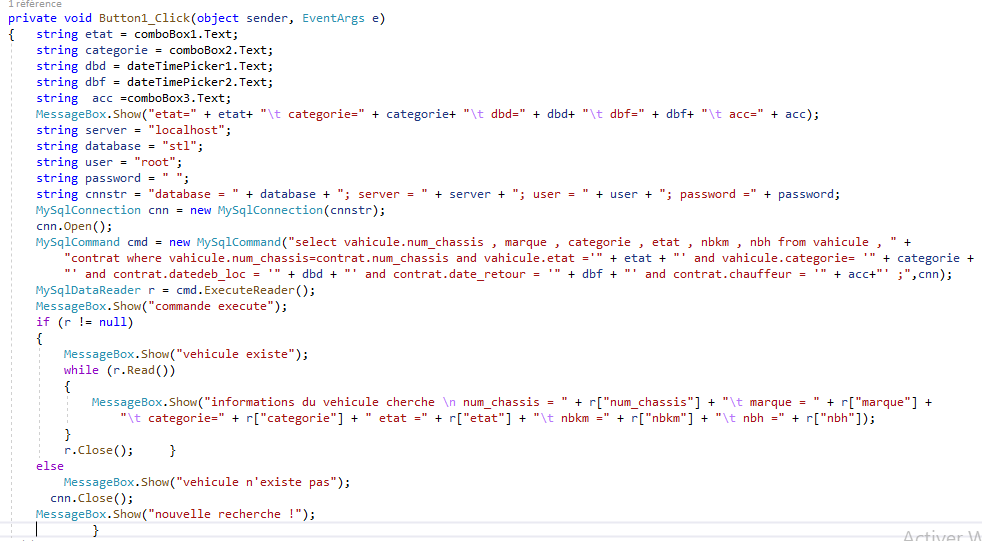 1 référence
private void Button1_Click(object sender, EventArgs e)
{   string etat = comboBox1.Text;
    string categorie = comboBox2.Text;
    string dbd = dateTimePicker1.Text;
    string dbf = dateTimePicker2.Text;
    string  acc =comboBox3.Text;
    MessageBox.Show("etat=" + etat+ "\t categorie=" + categorie+ "\t dbd=" + dbd+ "\t dbf=" + dbf+ "\t acc=" + acc);
    string server = "localhost";
    string database = "stl";
    string user = "root";
    string password = " ";
    string cnnstr = "database = " + database + "; server = " + server + "; user = " + user + "; password =" + password;
    MySqlConnection cnn = new MySqlConnection(cnnstr);
    cnn.Open();
    MySqlCommand cmd = new MySqlCommand("select vahicule.num_chassis , marque , categorie , etat , nbkm , nbh from vahicule , " +
        "contrat where vahicule.num_chassis=contrat.num_chassis and vahicule.etat ='" + etat + "' and vahicule.categorie= '" + categorie +
        "' and contrat.datedeb_loc = '" + dbd + "' and contrat.date_retour = '" + dbf + "' and contrat.chauffeur = '" + acc+"' ;",cnn);
    MySqlDataReader r = cmd.ExecuteReader();
    MessageBox.Show("commande execute");
    if (r != null)
    {
        MessageBox.Show("vehicule existe");
        while (r.Read())
        {
            MessageBox.Show("informations du vehicule cherche \n num_chassis = " + r["num_chassis"] + "\t marque = " + r["marque"] +
                "\t categorie=" + r["categorie"] + " etat =" + r["etat"] + "\t nbkm =" + r["nbkm"] + "\t nbh =" + r["nbh"]);
        }
        r.Close();     }
    else
        MessageBox.Show("vehicule n'existe pas");
      cnn.Close();
    MessageBox.Show("nouvelle recherche !");
            }
Activer W